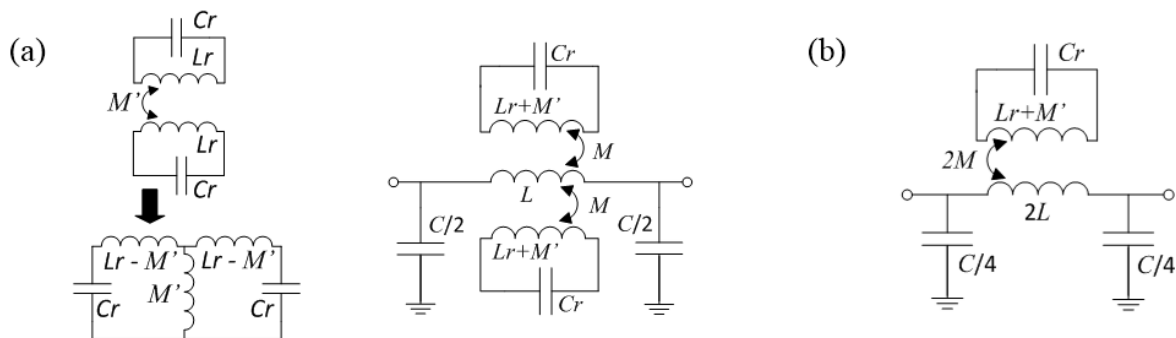 (a)
Cr
Lr
M'
Lr
Cr
Lr - M' Lr - M'
M'
Cr Cr
Cr
Lr+M'
M
L
M
C/2 C/2
Lr+M'
Cr
(b)
Cr
Lr+M'
2M
2L
C/4 C/4